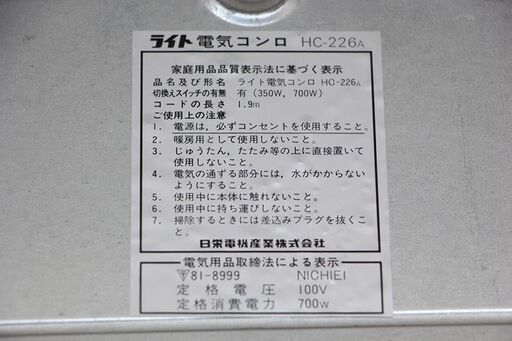 ライト 電気コンロ HC-226A
家庭用品品質表示法に基づく表示
品名及び形名 ライト電気コンロ HC-226A
切換えスイッチの有無 有(350W, 700W)
コードの長さ 1.9m
ご使用上の注意
1. 電源は,必ずコンセントを使用すること。
2. 暖房用として使用しないこと。
3. じゅうたん,たたみ等の上に直接置いて
使用しないこと。
4. 電気の通ずる部分には,水がかからない
ようにすること。
5. 使用中に本体に触れないこと。
6. 使用中に持ち運びしないこと。
7. 掃除するときには差込みプラグを抜くこ
と。
日栄電機産業株式会社
電気用品取締法による表示
〒81-8999 NICHIEI
定格電圧 100V
定格消費電力 700W